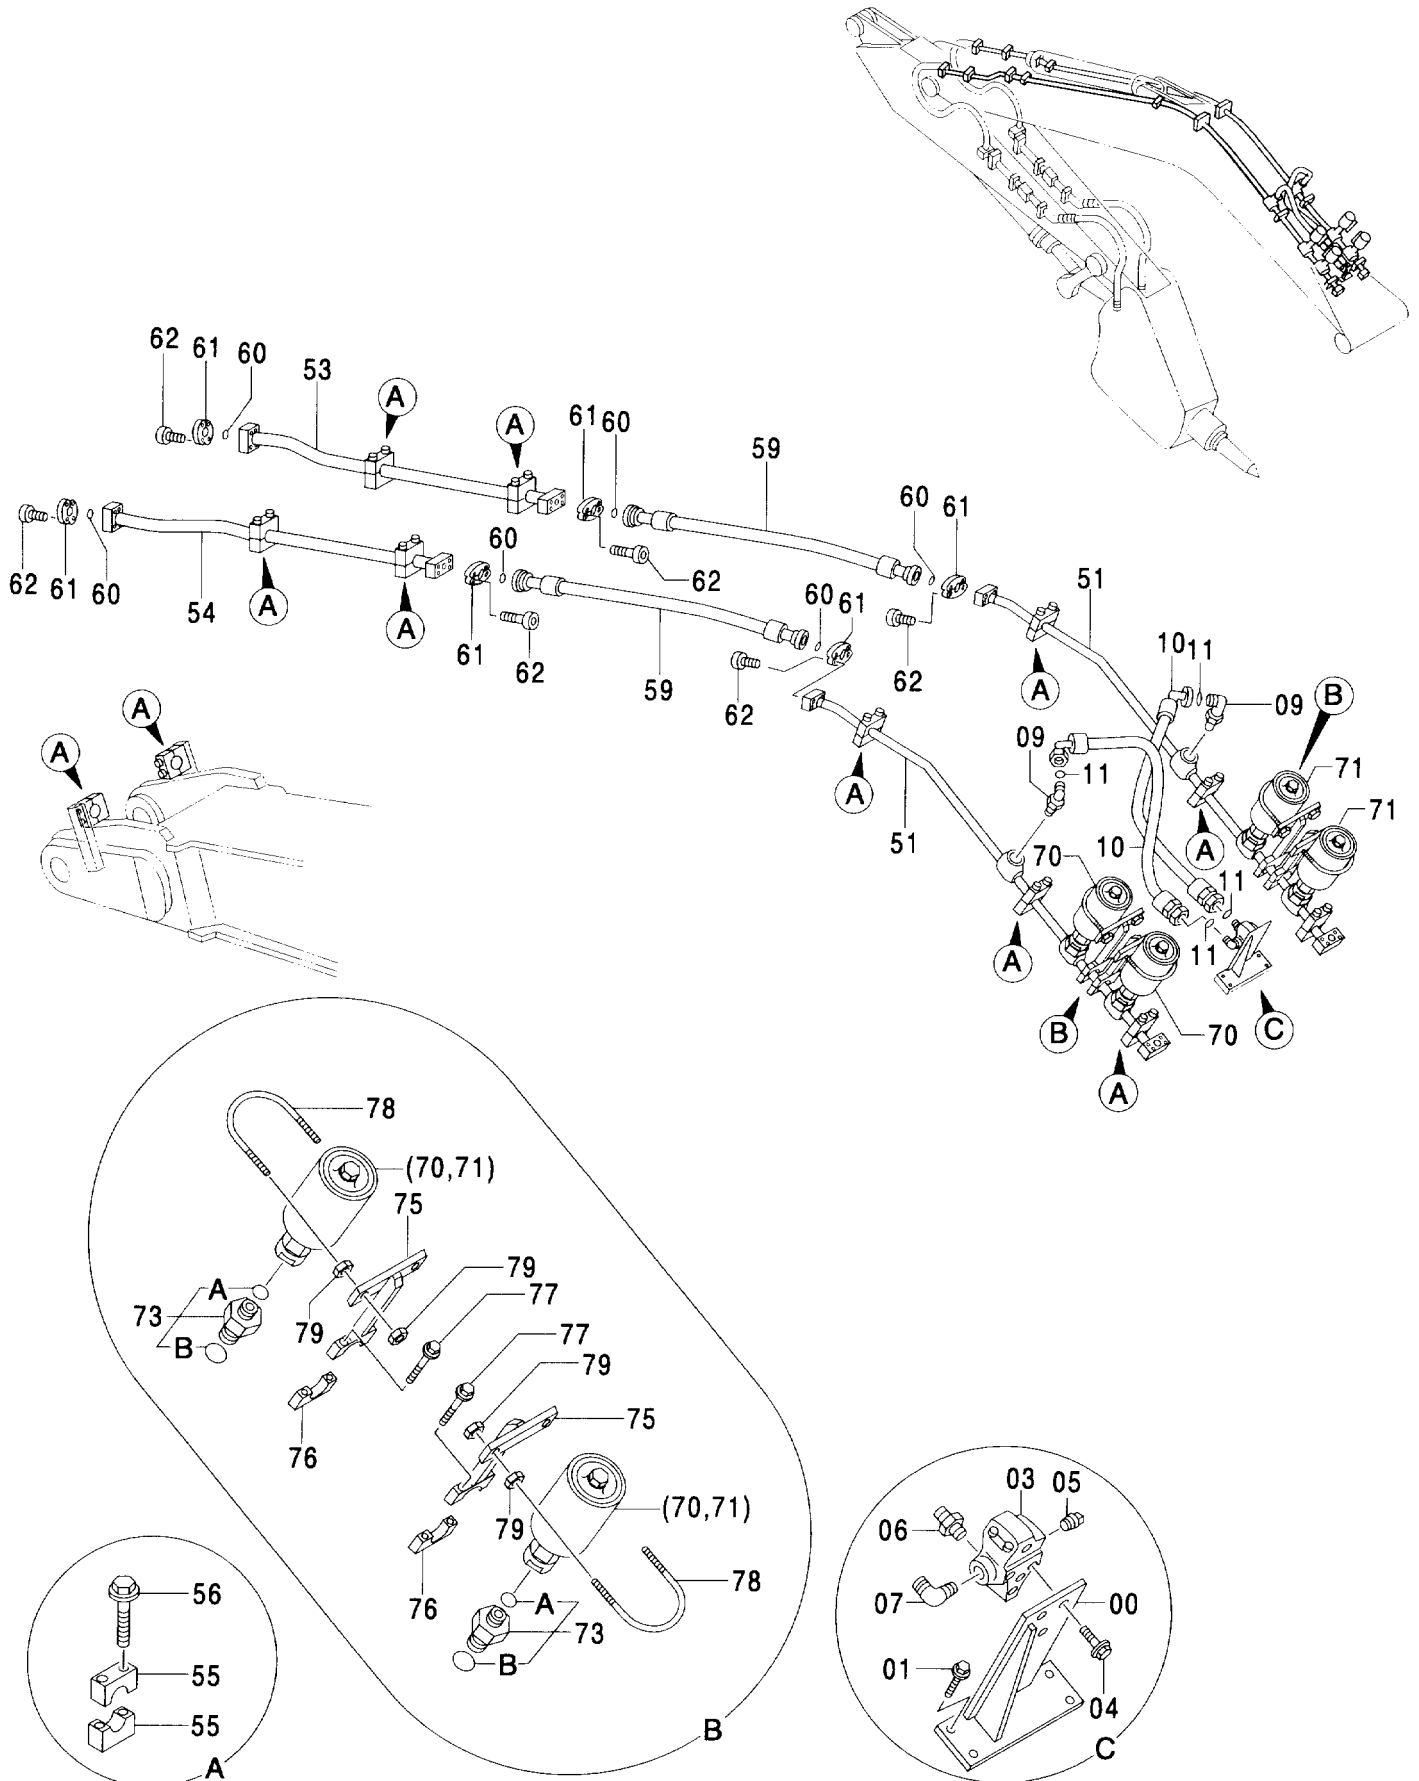 62 61 60 53 A A 61 60 59
60 61
62 61 60 54 A A 60 62
61 62 59 60 61 62 62
51 A
10 11 09 B
A A
09 11 A 51 71
71
10 A
70 11
11
A B 70 C
A
78
(70,71)
75
A 79
73 77
79 77
B 79
76 75
79 (70,71)
76 78
A
73
B
B
56
55
55
A
03 05
06
07 00
01
04
C